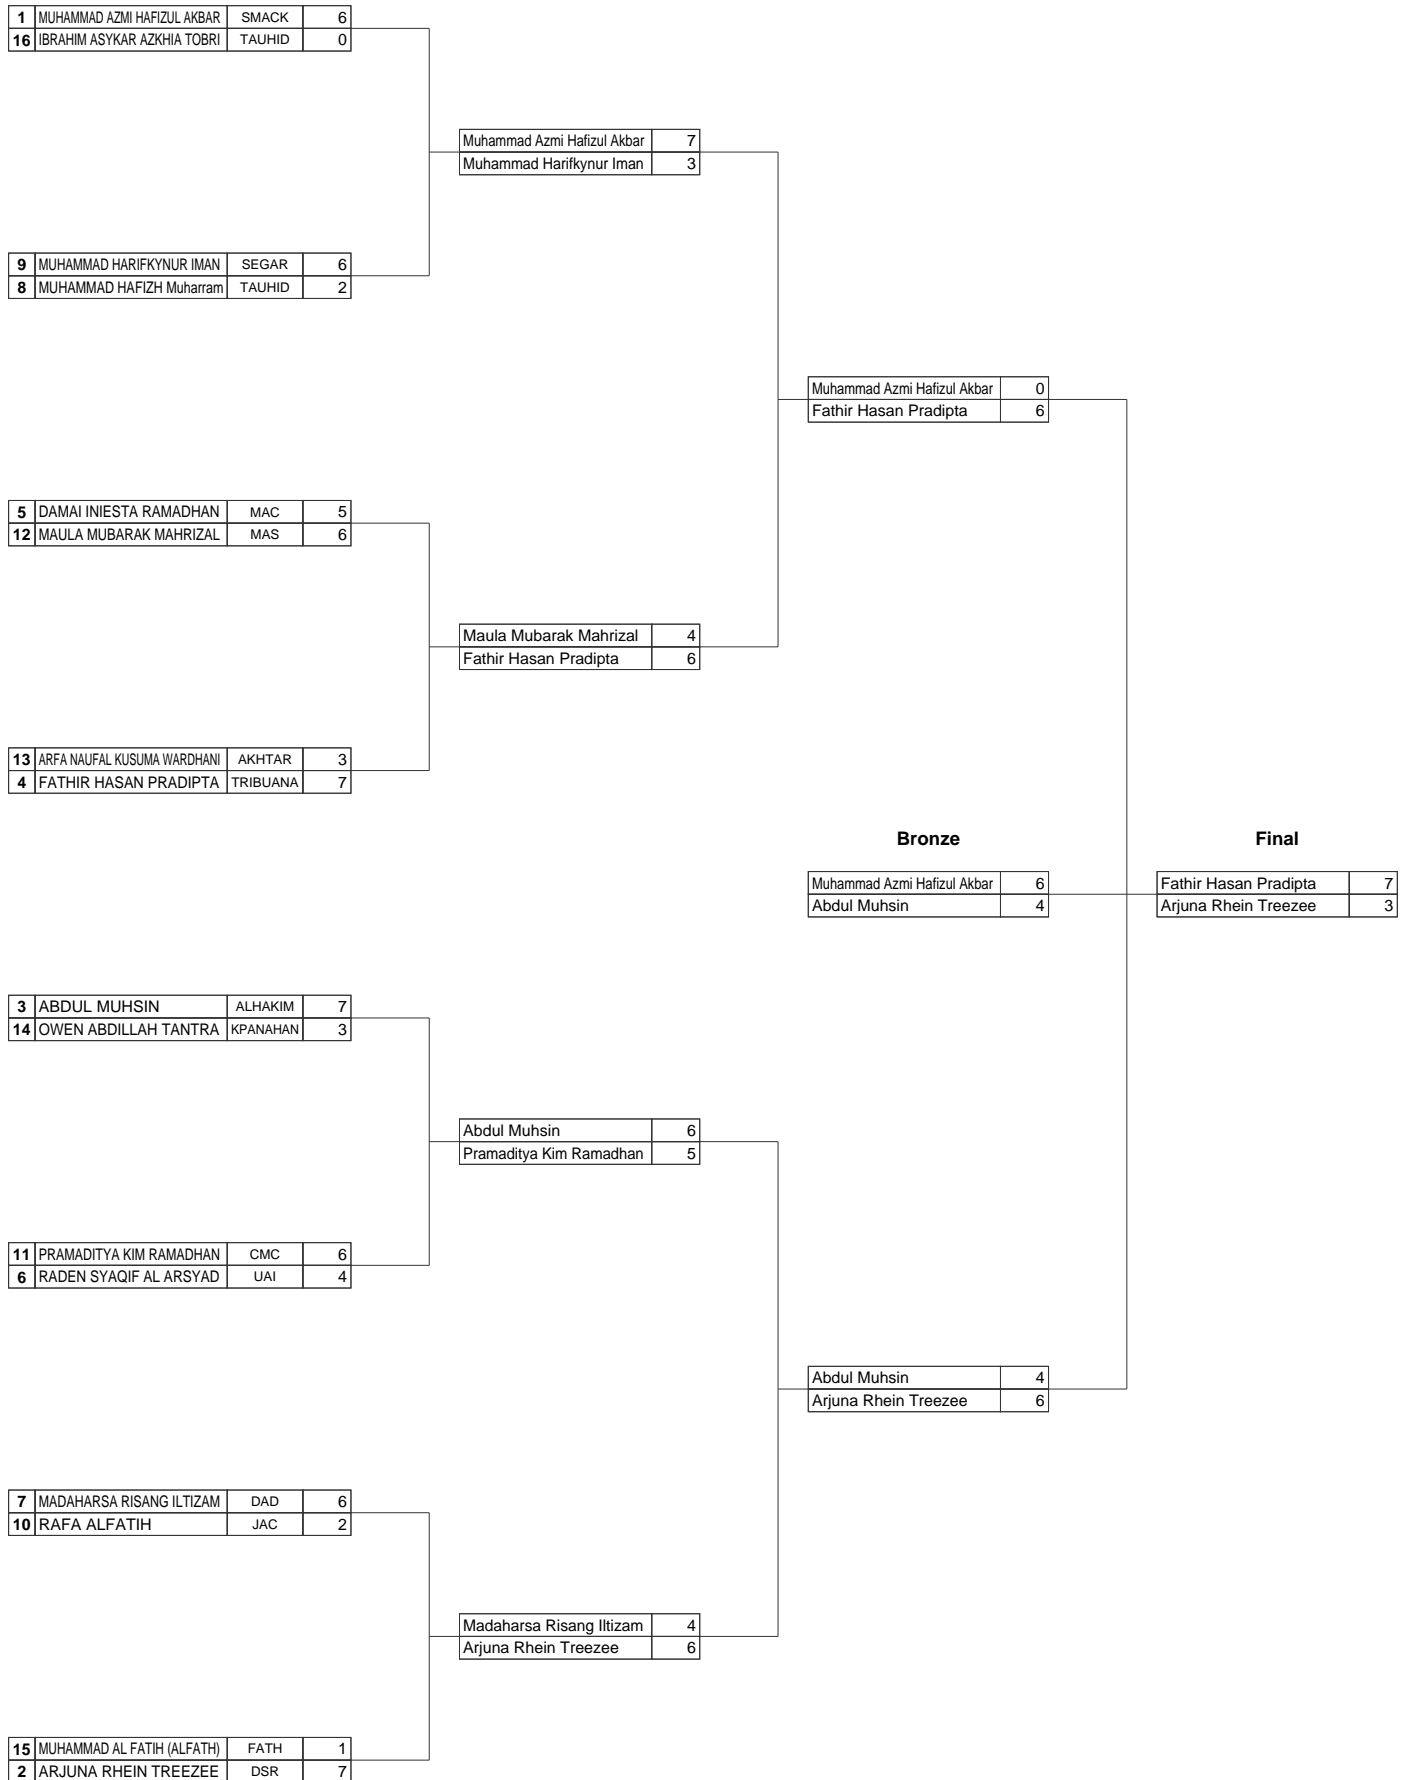 1 MUHAMMAD AZMI HAFIZUL AKBAR SMACK 6
16 IBRAHIM ASYKAR AZKHIA TOBRI TAUHID 0
Muhammad Azmi Hafizul Akbar 7
Muhammad Harifkynur Iman 3
9 MUHAMMAD HARIFKYNUR IMAN SEGAR 6
8 MUHAMMAD HAFIZH Muharram TAUHID 2
Muhammad Azmi Hafizul Akbar 0
Fathir Hasan Pradipta 6
5 DAMAI INIESTA RAMADHAN MAC 5
12 MAULA MUBARAK MAHRIZAL MAS 6
Maula Mubarak Mahrizal 4
Fathir Hasan Pradipta 6
13 ARFA NAUFAL KUSUMA WARDHANI AKHTAR 3
4 FATHIR HASAN PRADIPTA TRIBUANA 7
Bronze Final
Muhammad Azmi Hafizul Akbar 6 Fathir Hasan Pradipta 7
Abdul Muhsin 4 Arjuna Rhein Treezee 3
3 ABDUL MUHSIN ALHAKIM 7
14 OWEN ABDILLAH TANTRA KPANAHAN 3
Abdul Muhsin 6
Pramaditya Kim Ramadhan 5
11 PRAMADITYA KIM RAMADHAN CMC 6
6 RADEN SYAQIF AL ARSYAD UAI 4
Abdul Muhsin 4
Arjuna Rhein Treezee 6
7 MADAHARSA RISANG ILTIZAM DAD 6
10 RAFA ALFATIH JAC 2
Madaharsa Risang Iltizam 4
Arjuna Rhein Treezee 6
15 MUHAMMAD AL FATIH (ALFATH) FATH 1
2 ARJUNA RHEIN TREEZEE DSR 7